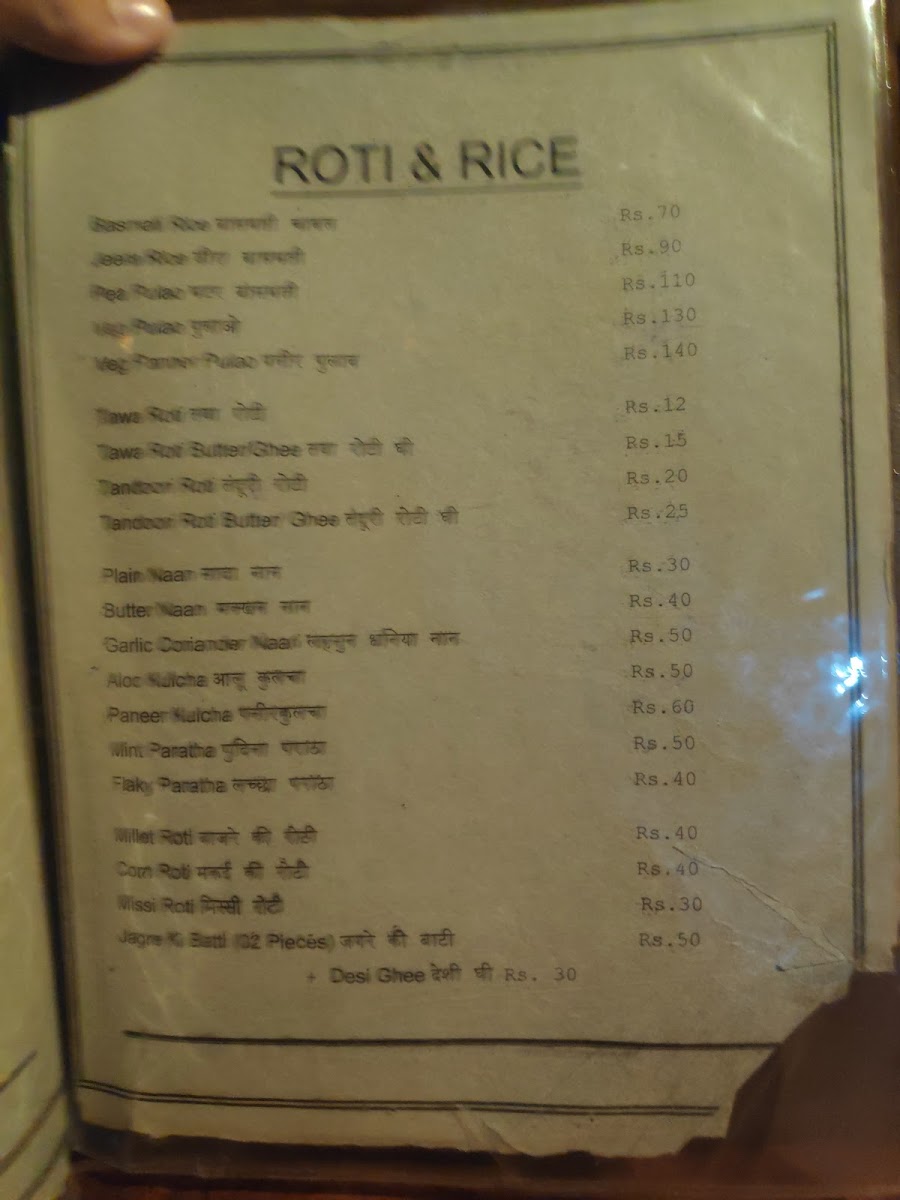 ROTI & RICE
Basmati Rice बासमती चावल Rs.70
Jeera Rice जीरा बासमती Rs.90
Pea Pulao मटर बासमती Rs.110
Veg Pulao पुलाओ Rs.130
Veg Panner Pulao पनीर पुलाव Rs.140
Tawa Roti तवा रोटी Rs.12
Tawa Roti Butter/Ghee तवा रोटी घी Rs.15
Tandoor Roti तंदूरी रोटी Rs.20
Tandoor Roti Butter/ Ghee तंदूरी रोटी घी Rs.25
Plain Naan सादा नान Rs.30
Butter Naan मक्खन नान Rs.40
Garlic Coriander Naan लहसुन धनिया नान Rs.50
Aloo Kulcha आलू कुलचा Rs.50
Paneer Kulcha पनीरकुलचा Rs.60
Mint Paratha पुदिना पराठा Rs.50
Flaky Paratha लच्छा पराठा Rs.40
Millet Roti बाजरे की रोटी Rs.40
Corn Roti मकई की रोटी Rs.40
Missi Roti मिस्सी रोटी Rs.30
Jagre Ki Batti (02 Pieces) जगरे की बाटी Rs.50
+ Desi Ghee देशी घी Rs. 30